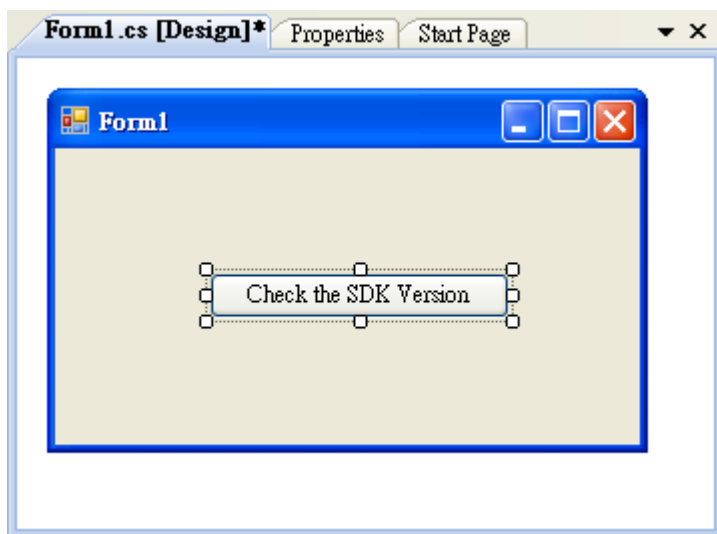 Form1.cs [Design]* Properties Start Page
Form1
Check the SDK Version